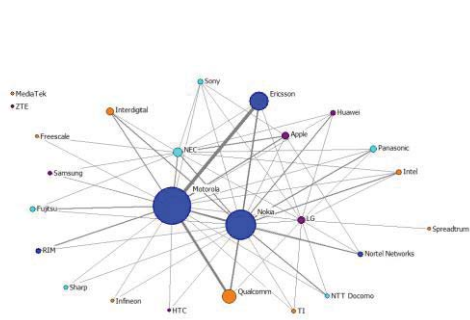 Sony
Ericsson
MediaTek
ZTE
Interdigital
Huawei
Freescale
Apple
NEC
Panasonic
Samsung
Intel
Motorola
Fujitsu
Nokia
LG
Spreadtrum
RIM
Nortel Networks
Sharp
Qualcomm
NTT Docomo
Infineon
HTC
TI